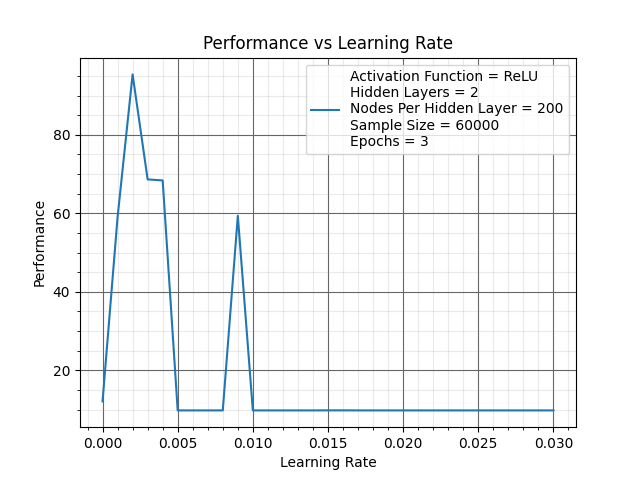 Performance vs Learning Rate
Activation Function = ReLU
Hidden Layers = 2
Nodes Per Hidden Layer = 200
Sample Size = 60000
Epochs = 3
Performance
80
60
40
20
0.000 0.005 0.010 0.015 0.020 0.025 0.030
Learning Rate